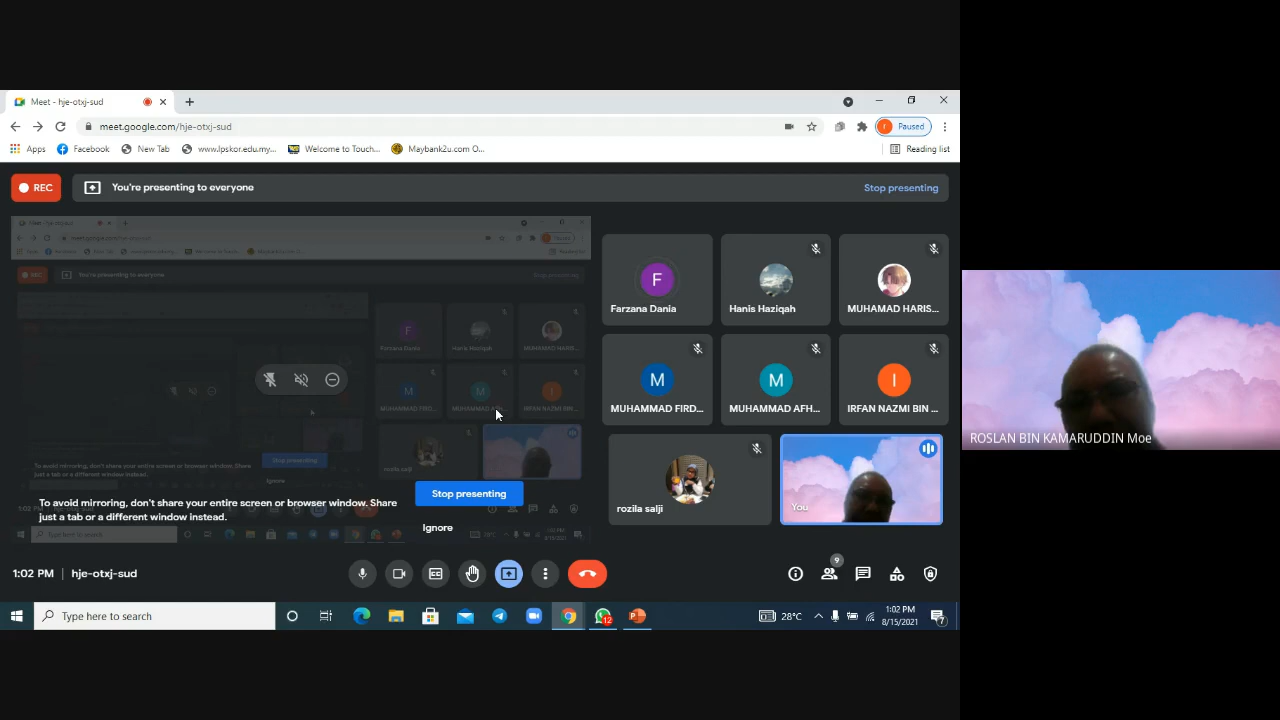 Meet - hje-otxj-sud
meet.google.com/hje-otxj-sud
Paused
Apps Facebook New Tab www.lpskor.edu.my... Welcome to Touch... Maybank2u.com O... Reading list
REC You're presenting to everyone Stop presenting
F
Farzana Dania
Hanis Haziqah
MUHAMAD HARIS...
M
MUHAMMAD FIRD...
M
MUHAMMAD AFH...
I
IRFAN NAZMI BIN ...
rozila salji
You
ROSLAN BIN KAMARUDDIN Moe
To avoid mirroring, don't share your entire screen or browser window. Share
just a tab or a different window instead.
Stop presenting
Ignore
1:02 PM | hje-otxj-sud
9
Type here to search
12
28°C
1:02 PM
8/15/2021
7